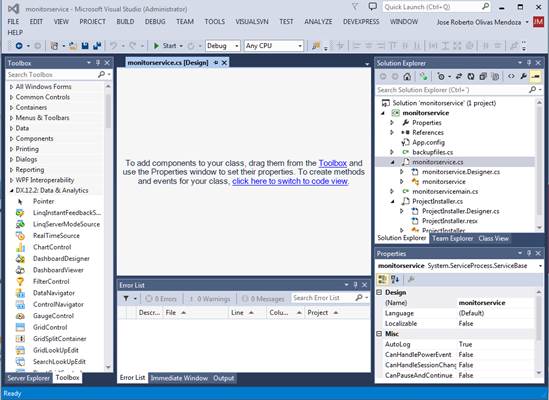 monitorservice - Microsoft Visual Studio (Administrator)
Quick Launch (Ctrl+Q)
FILE EDIT VIEW PROJECT BUILD DEBUG TEAM TOOLS VISUALSVN TEST ANALYZE DEVEXPRESS WINDOW
Jose Roberto Olivas Mendoza JM
HELP
Start Debug Any CPU
Toolbox
Search Toolbox
All Windows Forms
Common Controls
Containers
Menus & Toolbars
Data
Components
Printing
Dialogs
Reporting
WPF Interoperability
DX.12.2: Data & Analytics
Pointer
LinqInstantFeedbackS...
LinqServerModeSource
RealTimeSource
ChartControl
DashboardDesigner
DashboardViewer
FilterControl
DataNavigator
ControlNavigator
GaugeControl
GridControl
GridSplitContainer
GridLookUpEdit
SearchLookUpEdit
Server Explorer Toolbox
monitorservice.cs [Design]
To add components to your class, drag them from the Toolbox and
use the Properties window to set their properties. To create methods
and events for your class, click here to switch to code view.
Error List
0 Errors 0 Warnings 0 Messages Search Error List
Descr... File Line Colu... Project
Error List Immediate Window Output
Solution Explorer
Search Solution Explorer (Ctrl+´)
Solution 'monitorservice' (1 project)
monitorservice
Properties
References
App.config
backupfiles.cs
monitorservice.cs
monitorservice.Designer.cs
monitorservice
monitorservicemain.cs
ProjectInstaller.cs
ProjectInstaller.Designer.cs
ProjectInstaller.resx
ProjectInstaller
Solution Explorer Team Explorer Class View
Properties
monitorservice System.ServiceProcess.ServiceBase
Design
(Name) monitorservice
Language (Default)
Localizable False
Misc
AutoLog True
CanHandlePowerEvent False
CanHandleSessionChang False
CanPauseAndContinue False
Ready